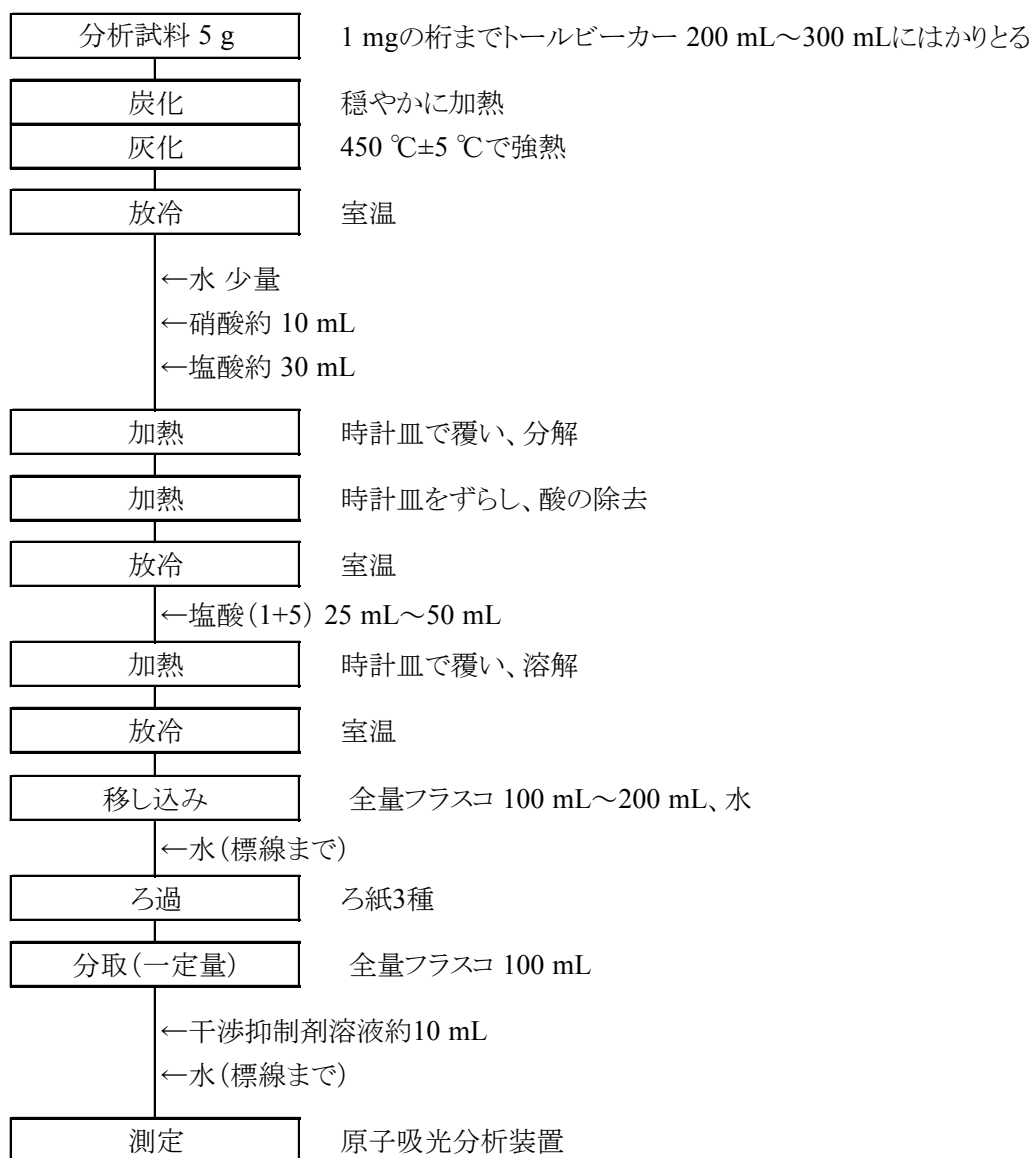 分析試料 5 g 1 mgの桁までトールビーカー 200 mL～300 mLにはかりとる
炭化 穏やかに加熱
灰化 450 ℃±5 ℃で強熱
放冷 室温
←水 少量
←硝酸約 10 mL
←塩酸約 30 mL
加熱 時計皿で覆い、分解
加熱 時計皿をずらし、酸の除去
放冷 室温
←塩酸（1+5） 25 mL～50 mL
加熱 時計皿で覆い、溶解
放冷 室温
移し込み 全量フラスコ 100 mL～200 mL、水
←水（標線まで）
ろ過 ろ紙3種
分取（一定量） 全量フラスコ 100 mL
←干渉抑制剤溶液約10 mL
←水（標線まで）
測定 原子吸光分析装置